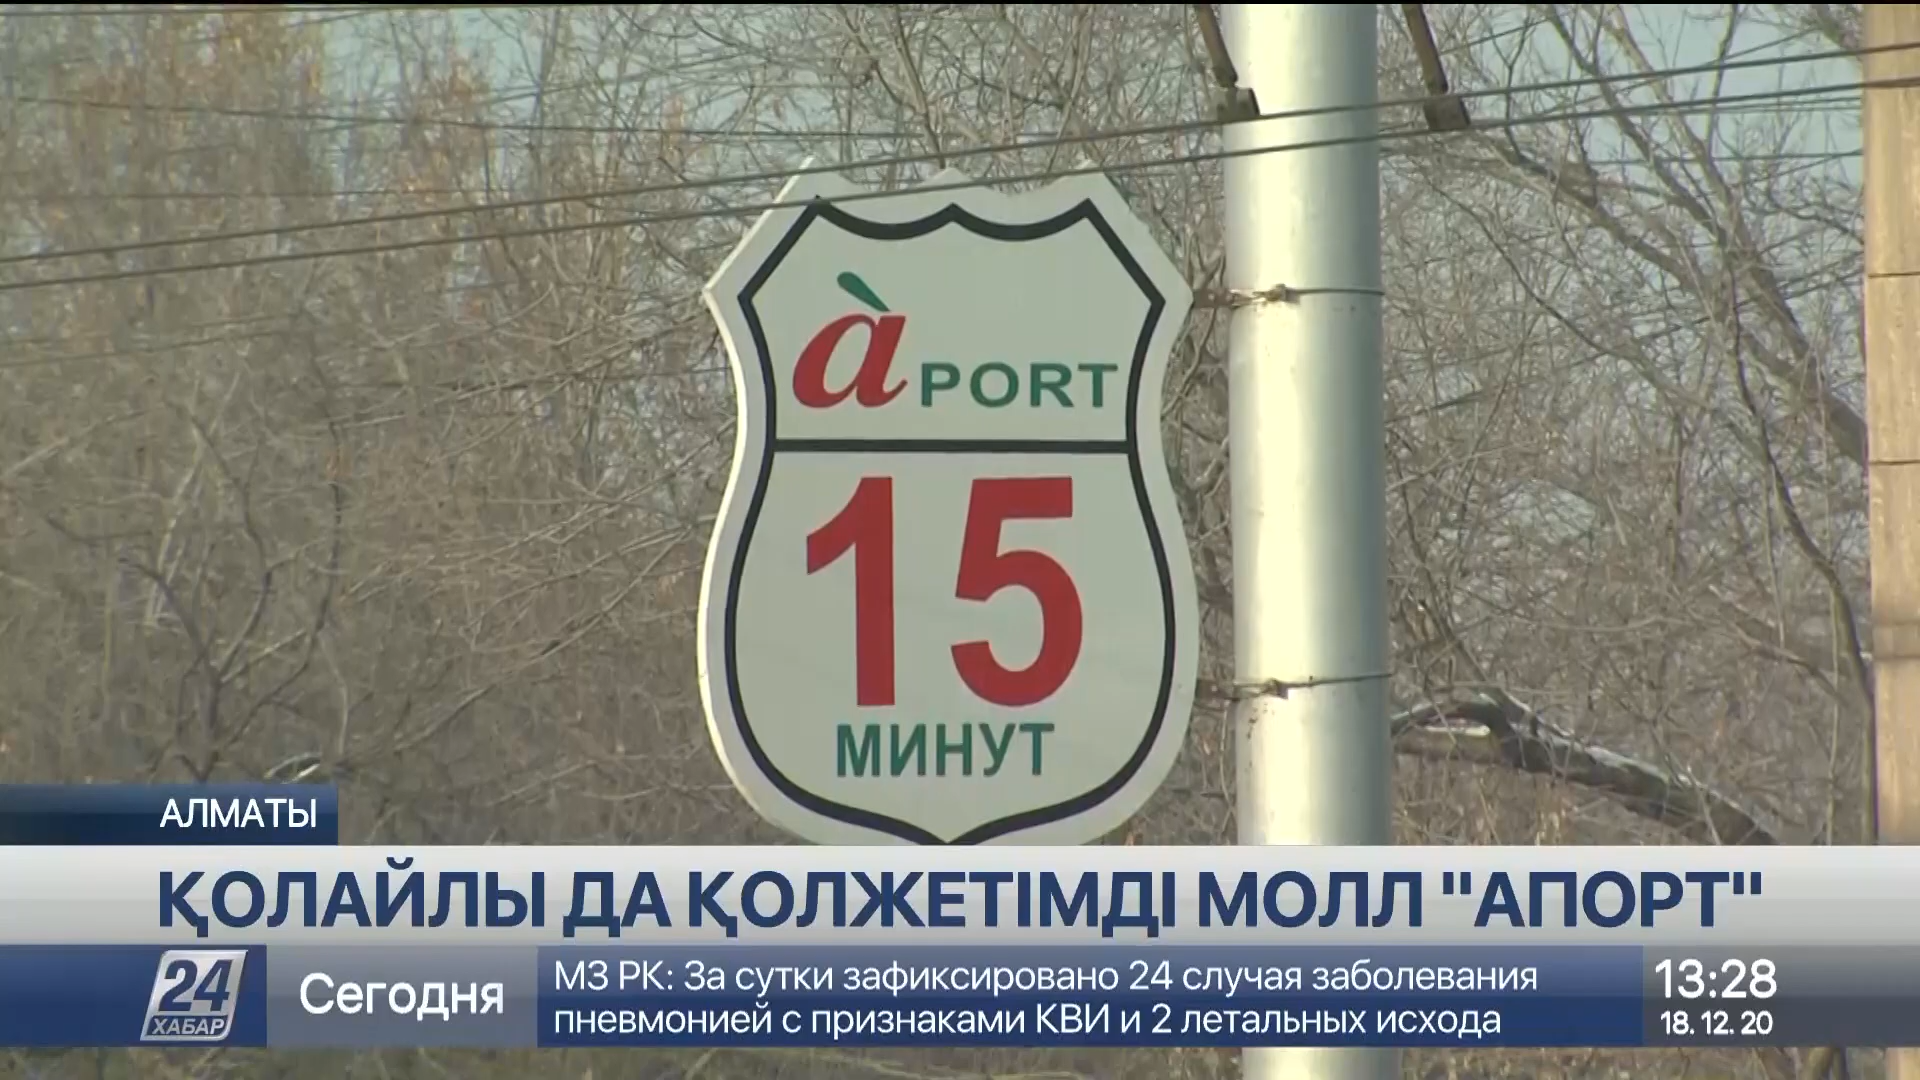 àPORT
15
МИНУТ
АЛМАТЫ
ҚОЛАЙЛЫ ДА ҚОЛЖЕТІМДІ МОЛЛ "АПОРТ"
24
ХАБАР
Сегодня
МЗ РК: За сутки зафиксировано 24 случая заболевания
пневмонией с признаками КВИ и 2 летальных исхода
13:28
18. 12. 20